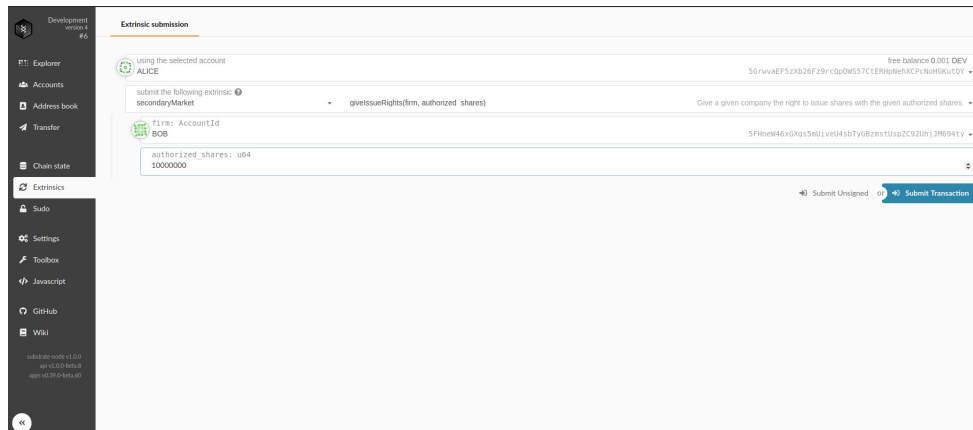 Development
version 4
#6
Explorer
Accounts
Address book
Transfer
Chain state
Extrinsics
Sudo
Settings
Toolbox
Javascript
GitHub
Wiki
substrate-node v1.0.0
api v1.0.0-beta.8
apps v0.39.0-beta.60
Extrinsic submission
using the selected account
ALICE
free balance 0.001 DEV
5GrwvaEF5zXb26Fz9rcQpDWS57CtERHpNehXCPcNoHGKutQY
submit the following extrinsic
secondaryMarket
giveIssueRights(firm, authorized_shares)
Give a given company the right to issue shares with the given authorized shares.
firm: AccountId
BOB
5FHneW46xGXgs5mUiveU4sbTyGBzmstUspZC92UhjJM694ty
authorized_shares: u64
10000000
Submit Unsigned or Submit Transaction